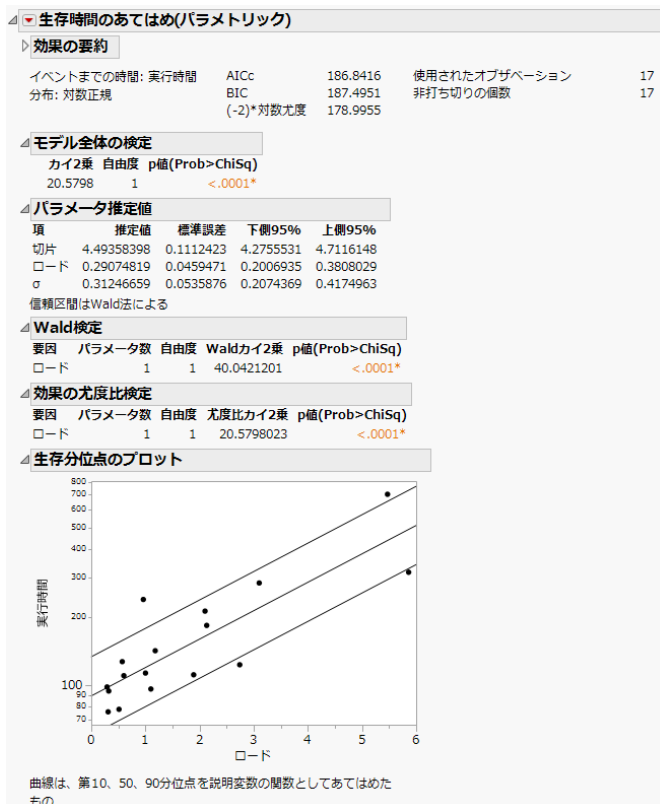 生存時間のあてはめ(パラメトリック)
効果の要約
イベントまでの時間: 実行時間 AICc 186.8416 使用されたオブザベーション 17
分布: 対数正規 BIC 187.4951 非打ち切りの個数 17
(-2)*対数尤度 178.9955
モデル全体の検定
カイ2乗 自由度 p値(Prob>ChiSq)
20.5798 1 <.0001*
パラメータ推定値
項 推定値 標準誤差 下側95% 上側95%
切片 4.49358398 0.1112423 4.2755531 4.7116148
ロード 0.29074819 0.0459471 0.2006935 0.3808029
σ 0.31246659 0.0535876 0.2074369 0.4174963
信頼区間はWald法による
Wald検定
要因 パラメータ数 自由度 Waldカイ2乗 p値(Prob>ChiSq)
ロード 1 1 40.0421201 <.0001*
効果の尤度比検定
要因 パラメータ数 自由度 尤度比カイ2乗 p値(Prob>ChiSq)
ロード 1 1 20.5798023 <.0001*
生存分位点のプロット
800
700
600
500
400
300
200
100
90
80
70
実行時間
0 1 2 3 4 5 6
ロード
曲線は、第10、50、90分位点を説明変数の関数としてあてはめた
もの